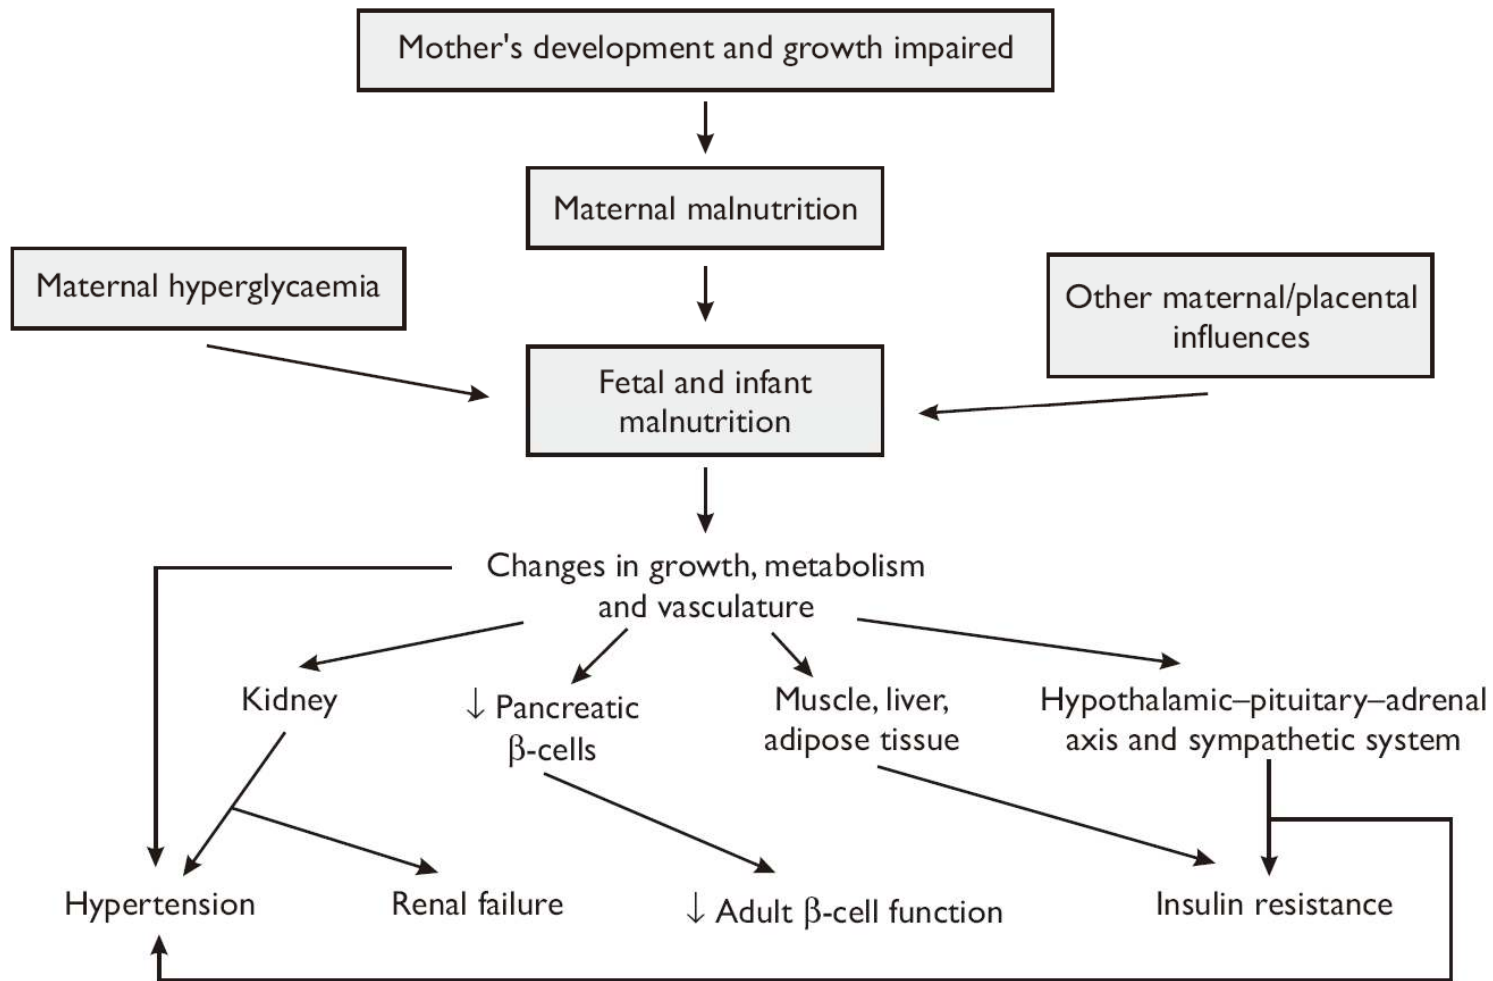 Mother's development and growth impaired
Maternal malnutrition
Maternal hyperglycaemia
Other maternal/placental
influences
Fetal and infant
malnutrition
Changes in growth, metabolism
and vasculature
Kidney
↓ Pancreatic
β-cells
Muscle, liver,
adipose tissue
Hypothalamic–pituitary–adrenal
axis and sympathetic system
Hypertension
Renal failure
↓ Adult β-cell function
Insulin resistance